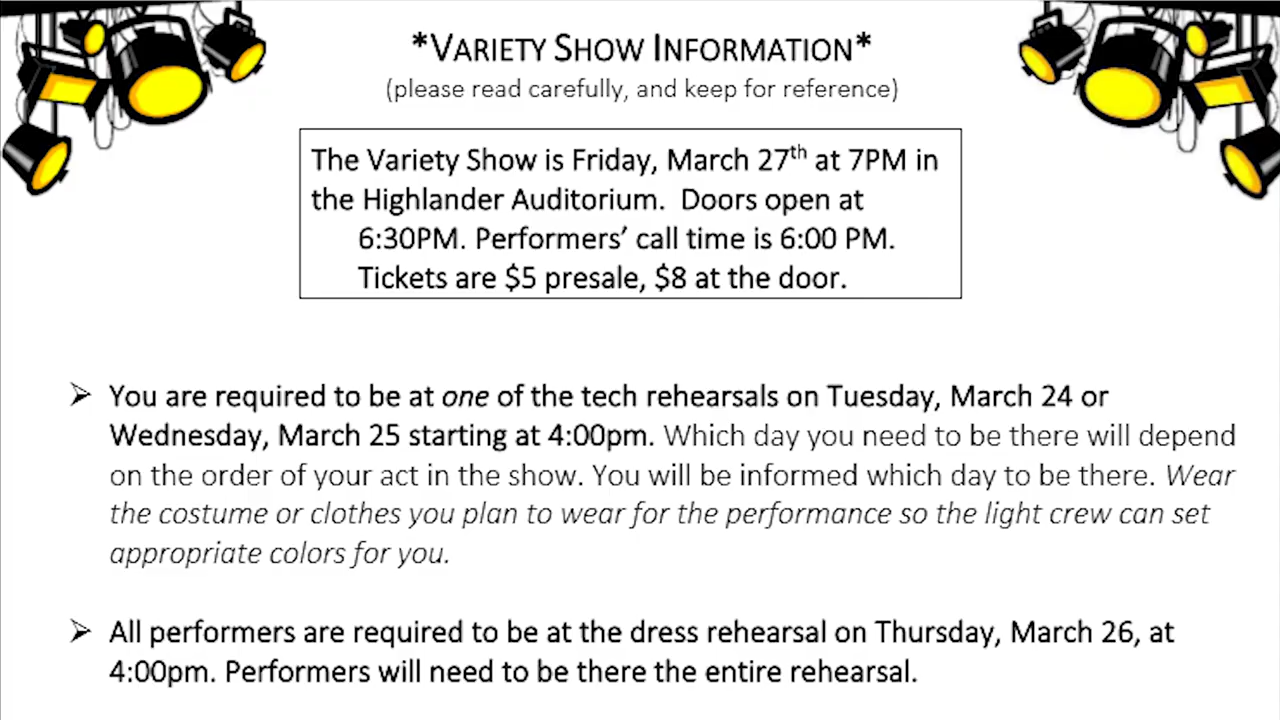 *VARIETY SHOW INFORMATION*
(please read carefully, and keep for reference)
The Variety Show is Friday, March 27th at 7PM in
the Highlander Auditorium. Doors open at
6:30PM. Performers’ call time is 6:00 PM.
Tickets are $5 presale, $8 at the door.
➢ You are required to be at one of the tech rehearsals on Tuesday, March 24 or
Wednesday, March 25 starting at 4:00pm. Which day you need to be there will depend
on the order of your act in the show. You will be informed which day to be there. Wear
the costume or clothes you plan to wear for the performance so the light crew can set
appropriate colors for you.
➢ All performers are required to be at the dress rehearsal on Thursday, March 26, at
4:00pm. Performers will need to be there the entire rehearsal.